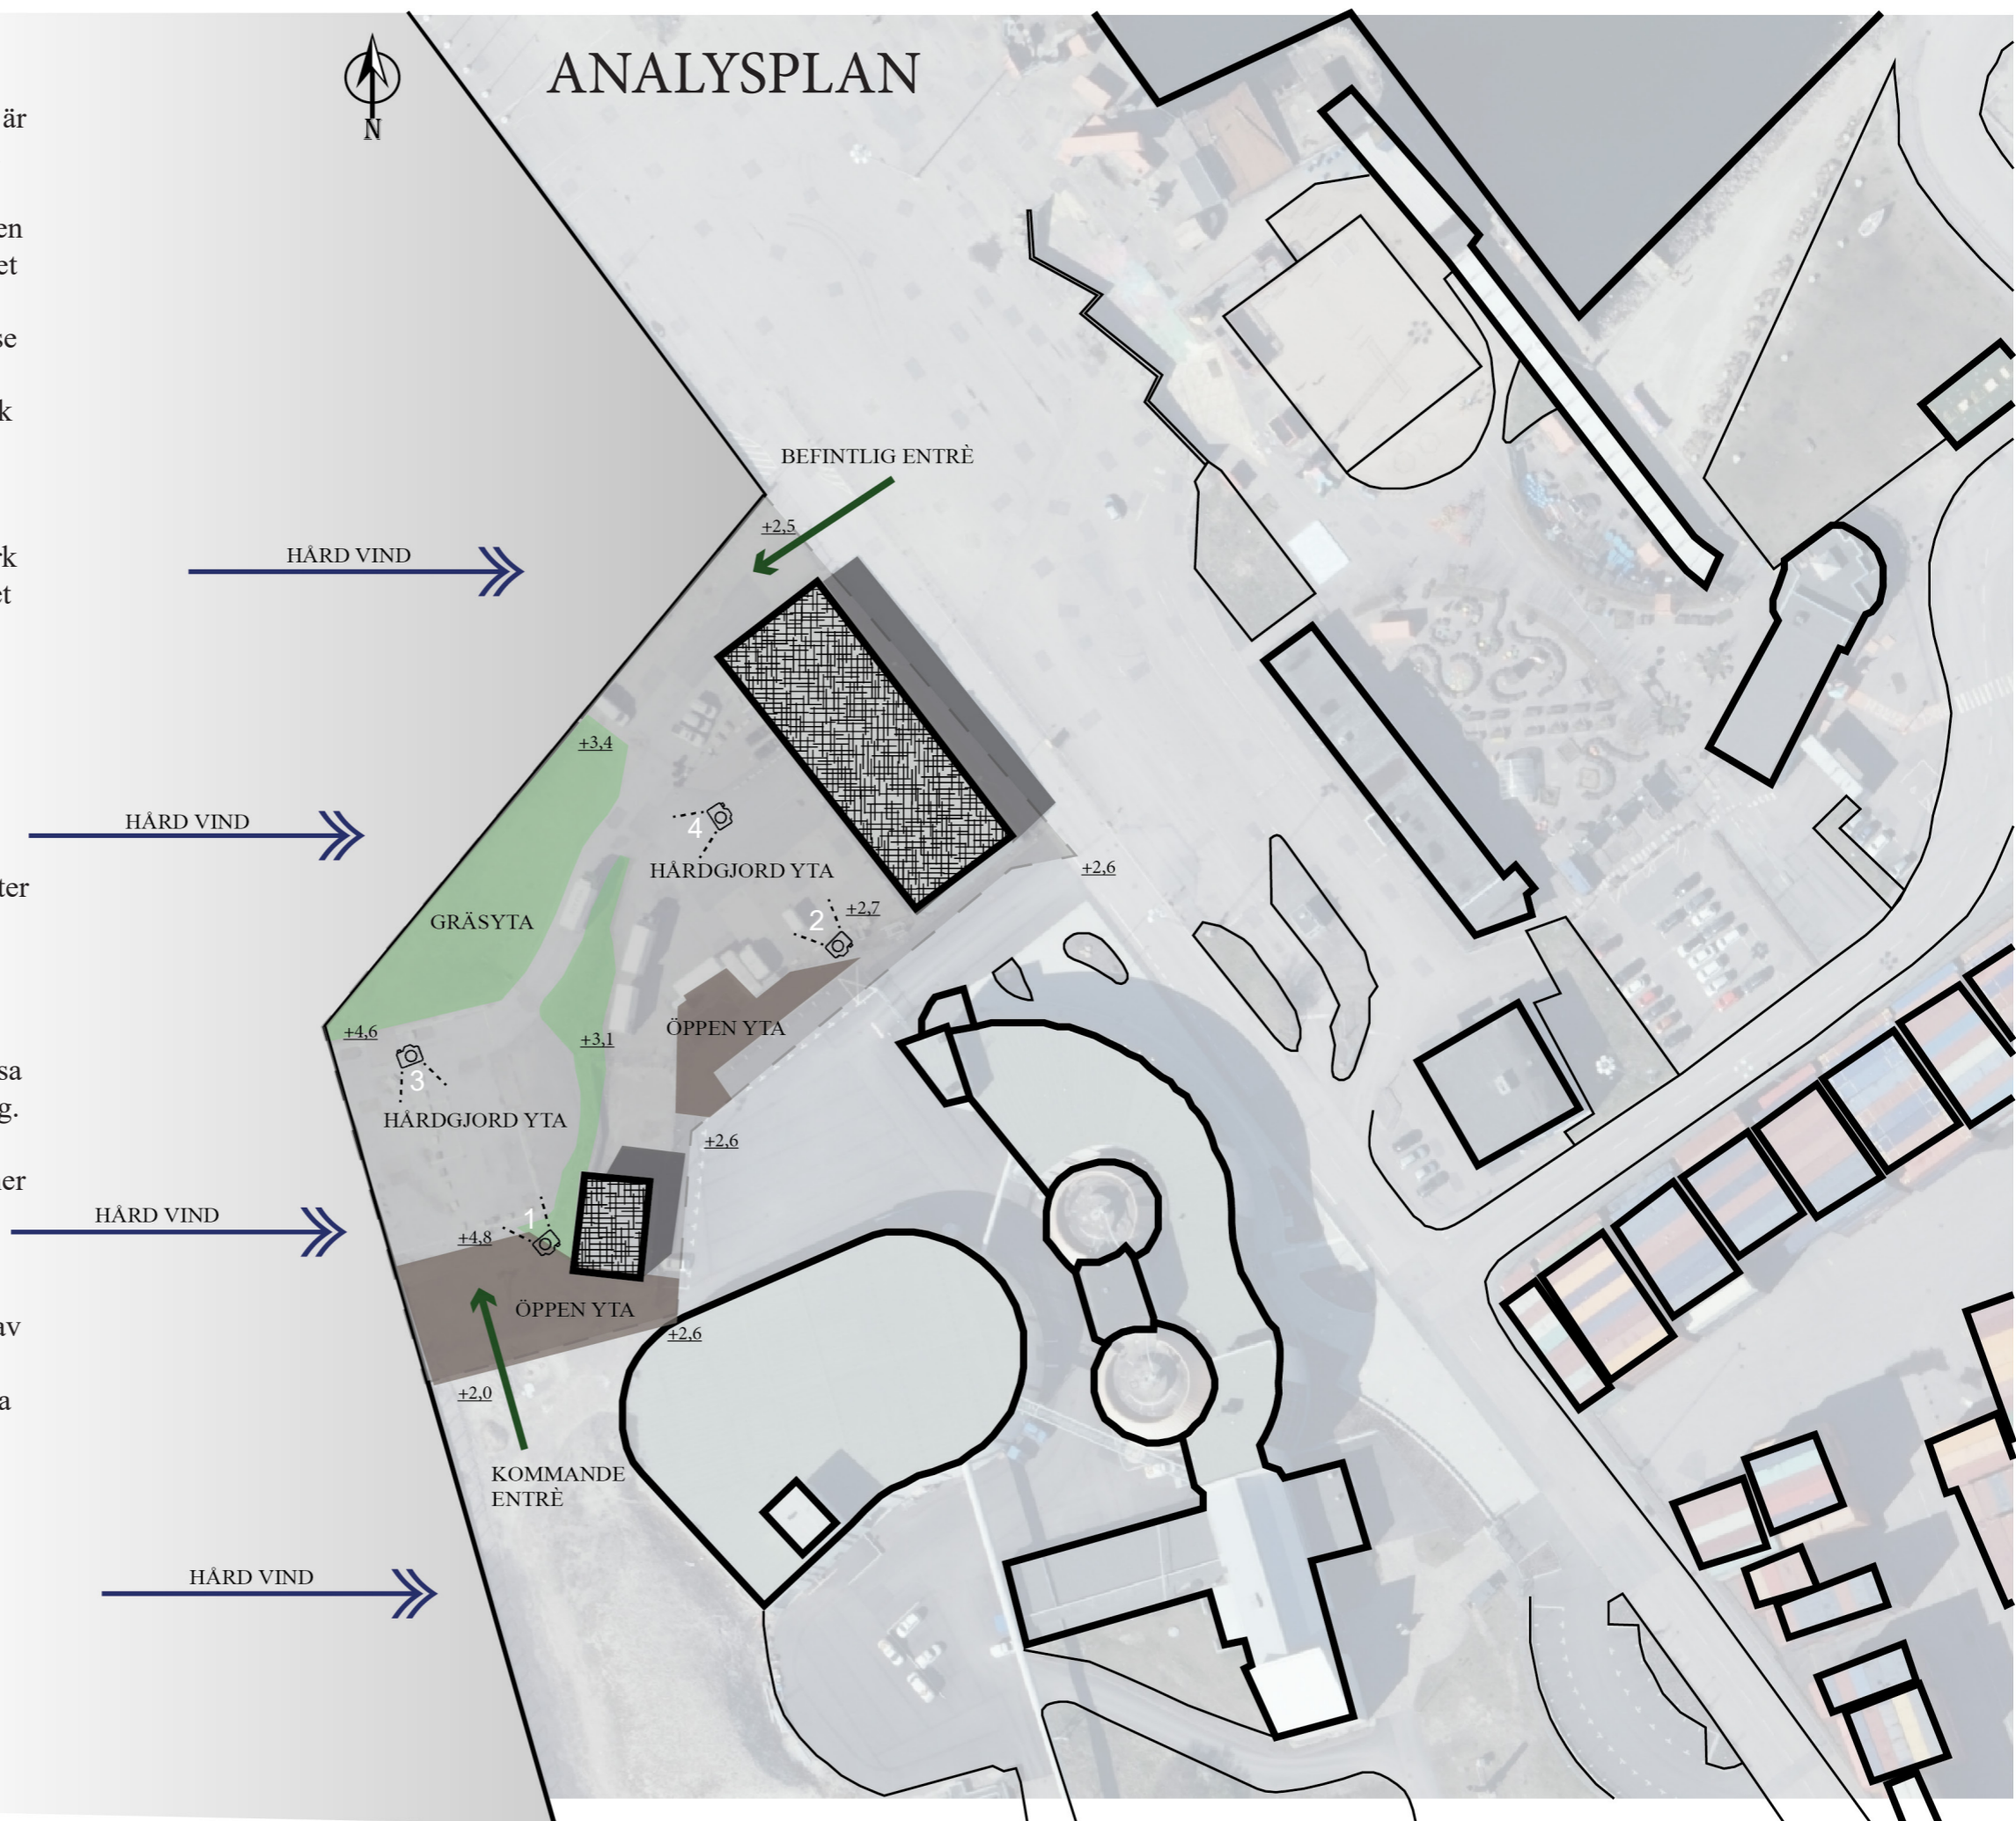 ANALYSPLAN
N
är
en
et
se
k
rk
et
ter
sa
g.
er
av
a
BEFINTLIG ENTRÈ
+2,5
HÅRD VIND
+3,4
HÅRD VIND
4
HÅRDGJORD YTA
+2,6
+2,7
2
GRÄSYTA
ÖPPEN YTA
+4,6
+3,1
3
HÅRDGJORD YTA
+2,6
HÅRD VIND
1
+4,8
ÖPPEN YTA
+2,6
+2,0
KOMMANDE
ENTRÈ
HÅRD VIND